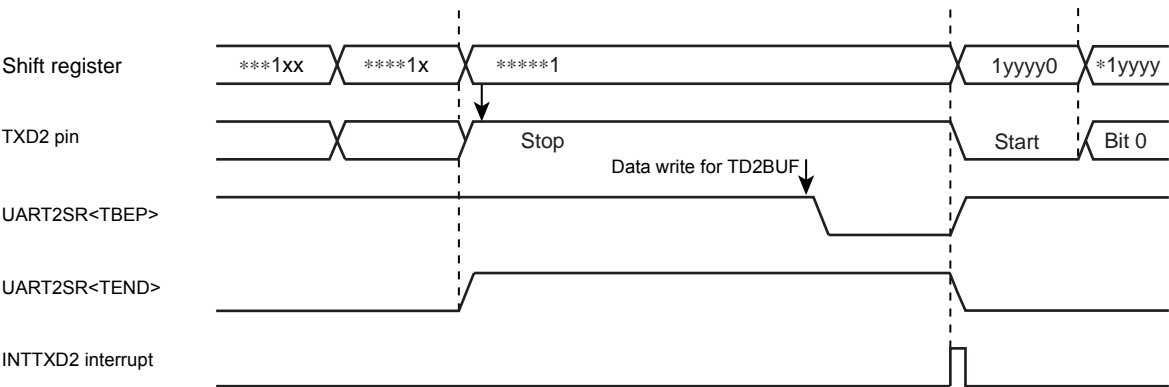 Shift register ***1xx ****1x *****1 1yyyy0 *1yyyy
TXD2 pin Stop Start Bit 0
Data write for TD2BUF
UART2SR<TBEP>
UART2SR<TEND>
INTTXD2 interrupt